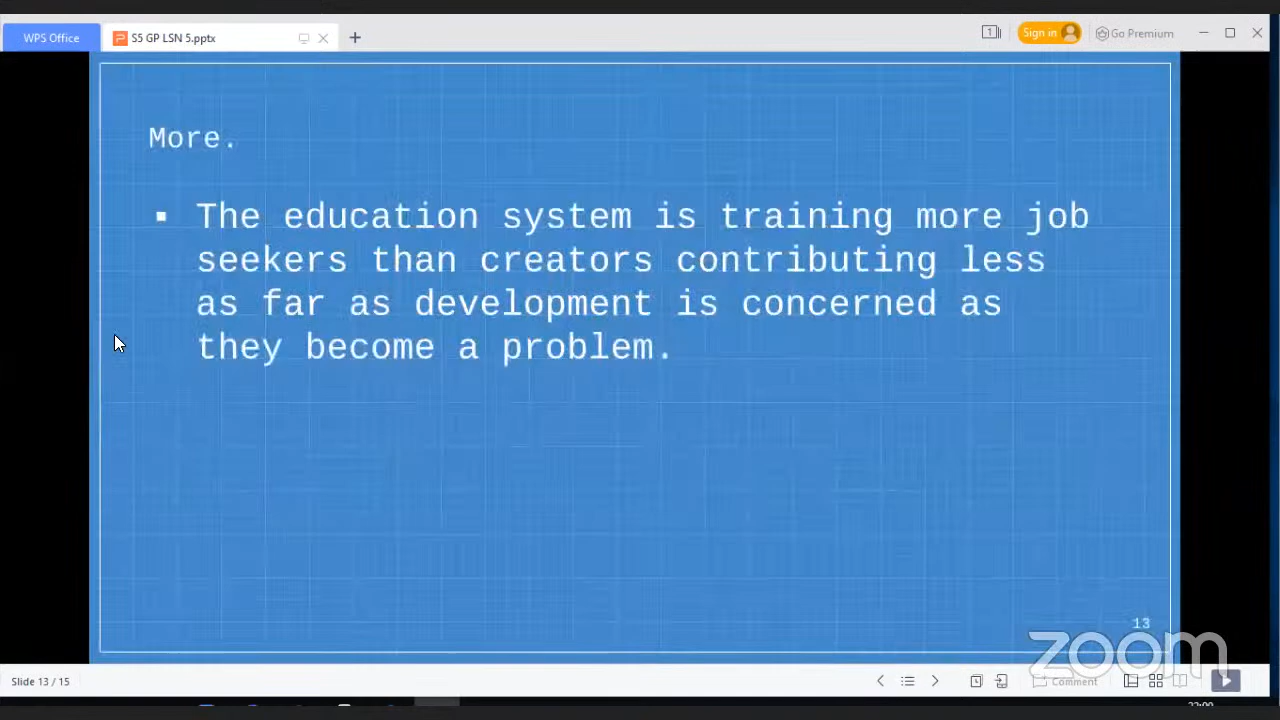 WPS Office
S5 GP LSN 5.pptx
1
Sign in
Go Premium
More.
▪ The education system is training more job
seekers than creators contributing less
as far as development is concerned as
they become a problem.
13
zoom
Slide 13 / 15
Comment